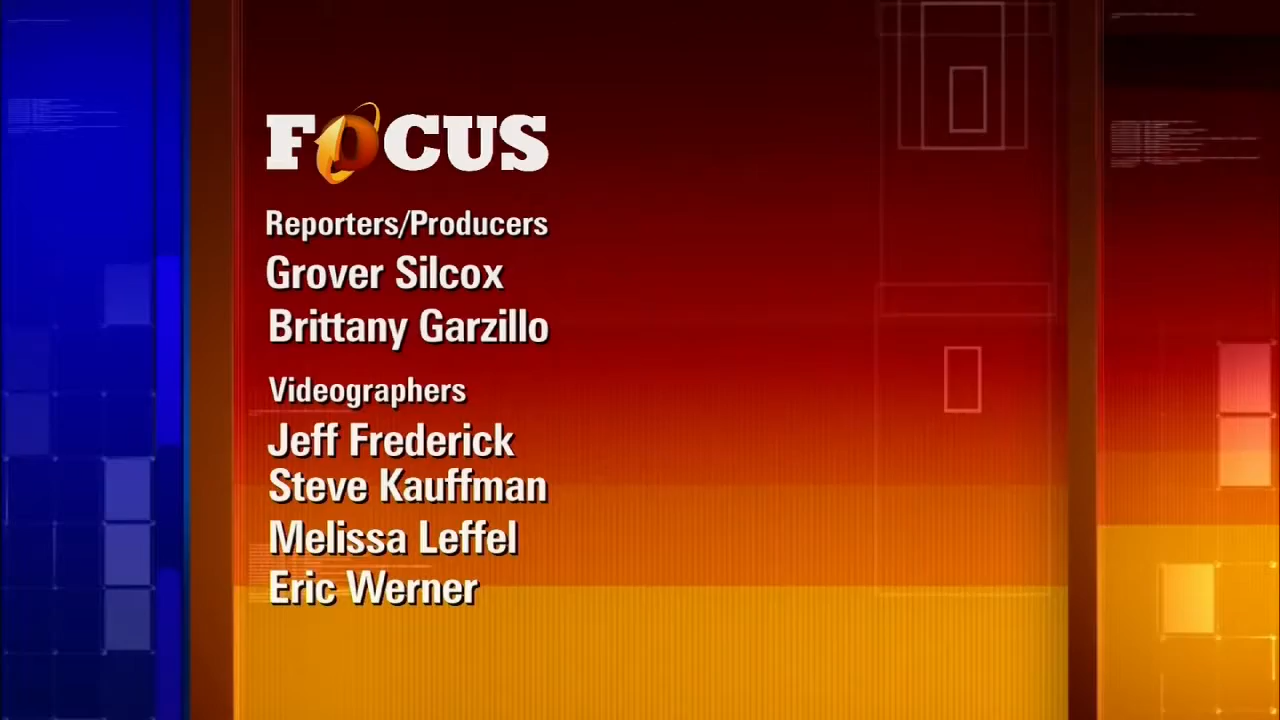 FOCUS
Reporters/Producers
Grover Silcox
Brittany Garzillo
Videographers
Jeff Frederick
Steve Kauffman
Melissa Leffel
Eric Werner